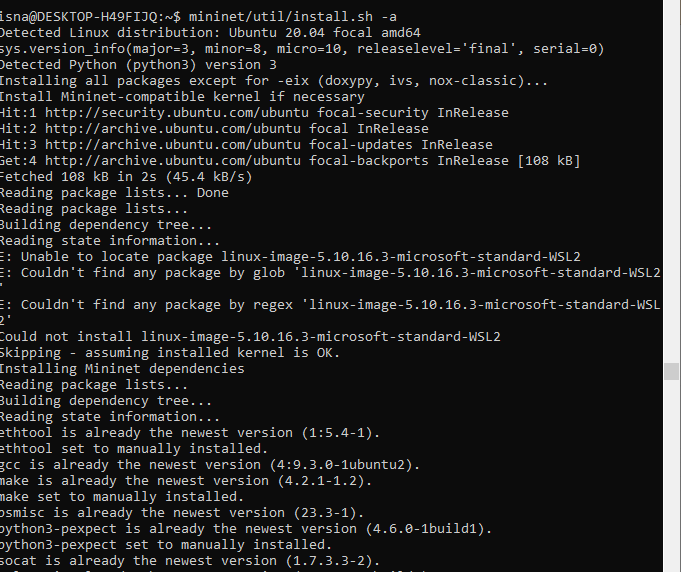 isna@DESKTOP-H49FIJQ:~$ mininet/util/install.sh -a
Detected Linux distribution: Ubuntu 20.04 focal amd64
sys.version_info(major=3, minor=8, micro=10, releaselevel='final', serial=0)
Detected Python (python3) version 3
Installing all packages except for -eix (doxypy, ivs, nox-classic)...
Install Mininet-compatible kernel if necessary
Hit:1 http://security.ubuntu.com/ubuntu focal-security InRelease
Hit:2 http://archive.ubuntu.com/ubuntu focal InRelease
Hit:3 http://archive.ubuntu.com/ubuntu focal-updates InRelease
Get:4 http://archive.ubuntu.com/ubuntu focal-backports InRelease [108 kB]
Fetched 108 kB in 2s (45.4 kB/s)
Reading package lists... Done
Reading package lists...
Building dependency tree...
Reading state information...
E: Unable to locate package linux-image-5.10.16.3-microsoft-standard-WSL2
E: Couldn't find any package by glob 'linux-image-5.10.16.3-microsoft-standard-WSL2
'
E: Couldn't find any package by regex 'linux-image-5.10.16.3-microsoft-standard-WSL
2'
Could not install linux-image-5.10.16.3-microsoft-standard-WSL2
Skipping - assuming installed kernel is OK.
Installing Mininet dependencies
Reading package lists...
Building dependency tree...
Reading state information...
ethtool is already the newest version (1:5.4-1).
ethtool set to manually installed.
gcc is already the newest version (4:9.3.0-1ubuntu2).
make is already the newest version (4.2.1-1.2).
make set to manually installed.
psmisc is already the newest version (23.3-1).
python3-pexpect is already the newest version (4.6.0-1build1).
python3-pexpect set to manually installed.
socat is already the newest version (1.7.3.3-2).